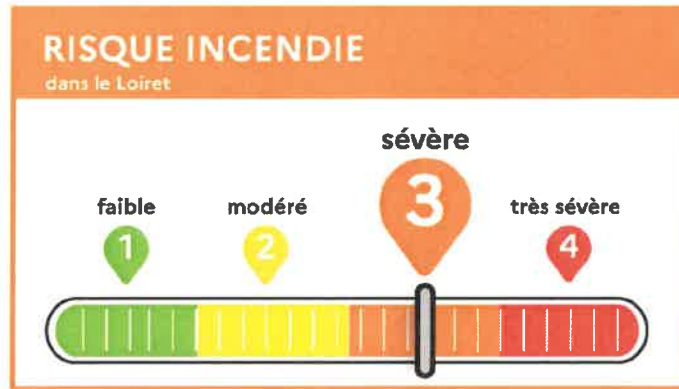 RISQUE INCENDIE
dans le Loiret
sévère
3
faible
modéré
très sévère
1
2
4